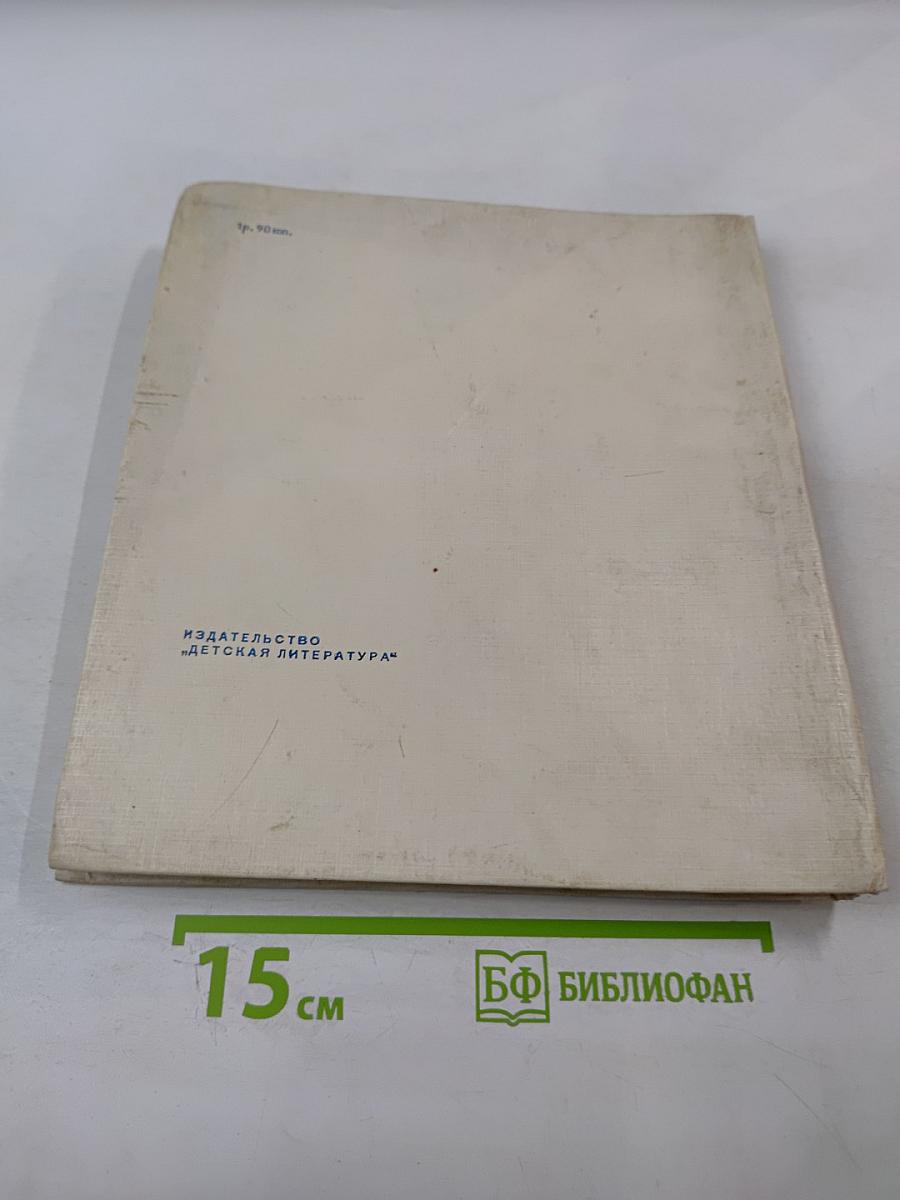 1р. 90 коп.
ИЗДАТЕЛЬСТВО
„ДЕТСКАЯ ЛИТЕРАТУРА“
15 см
БФ БИБЛИОФАН